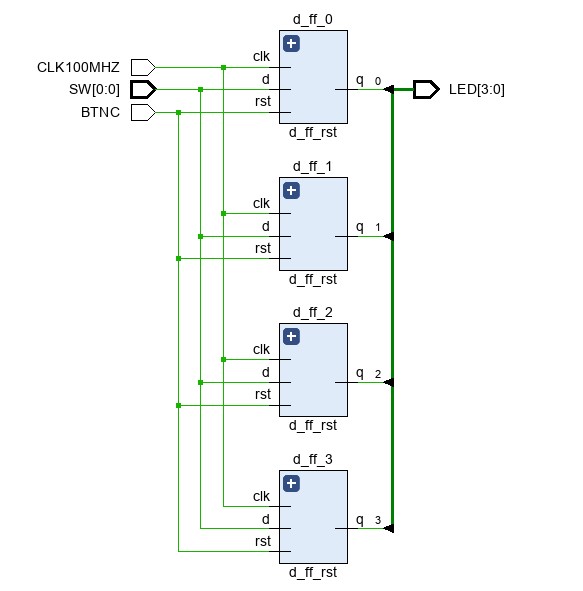 d_ff_0
CLK100MHZ clk
SW[0:0] d q 0 LED[3:0]
BTNC rst
d_ff_rst
d_ff_1
clk
d q 1
rst
d_ff_rst
d_ff_2
clk
d q 2
rst
d_ff_rst
d_ff_3
clk
d q 3
rst
d_ff_rst